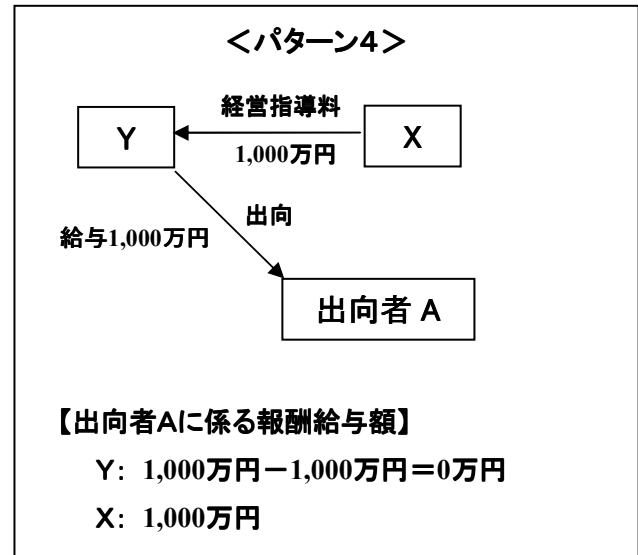 ＜パターン４＞
経営指導料
Y
X
1,000万円
出向
給与1,000万円
出向者 A
【出向者Aに係る報酬給与額】
Y： 1,000万円－1,000万円＝0万円
X： 1,000万円